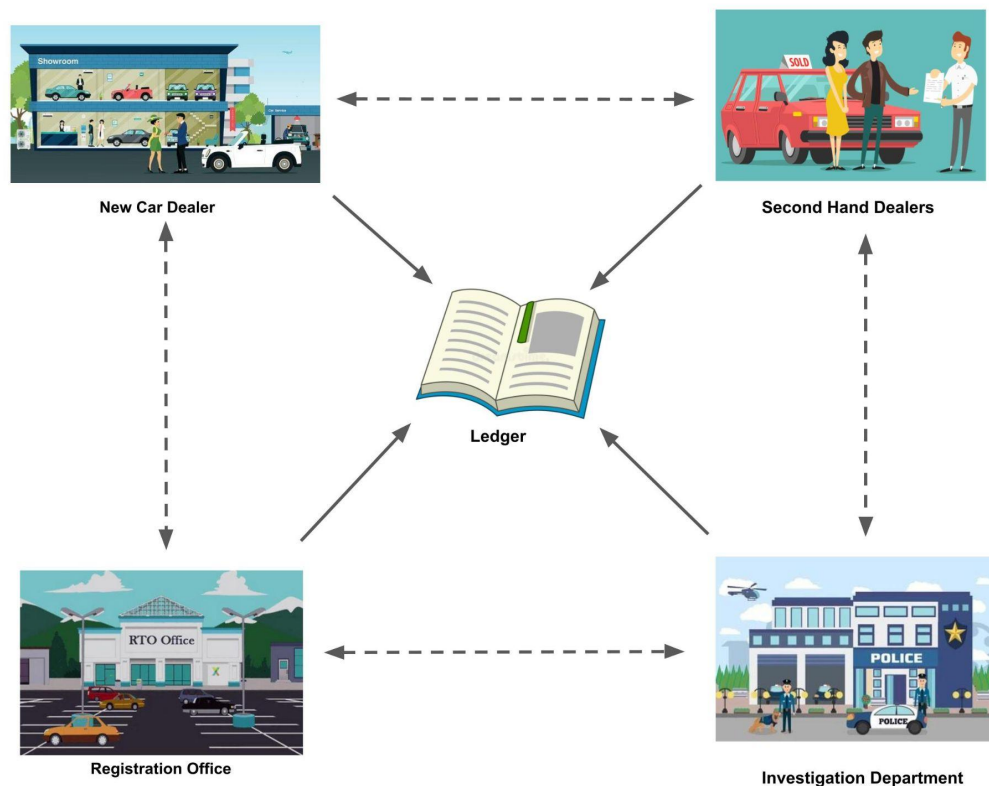 Showroom
SOLD
New Car Dealer
Second Hand Dealers
Ledger
RTO Office
POLICE
POLICE
Registration Office
Investigation Department